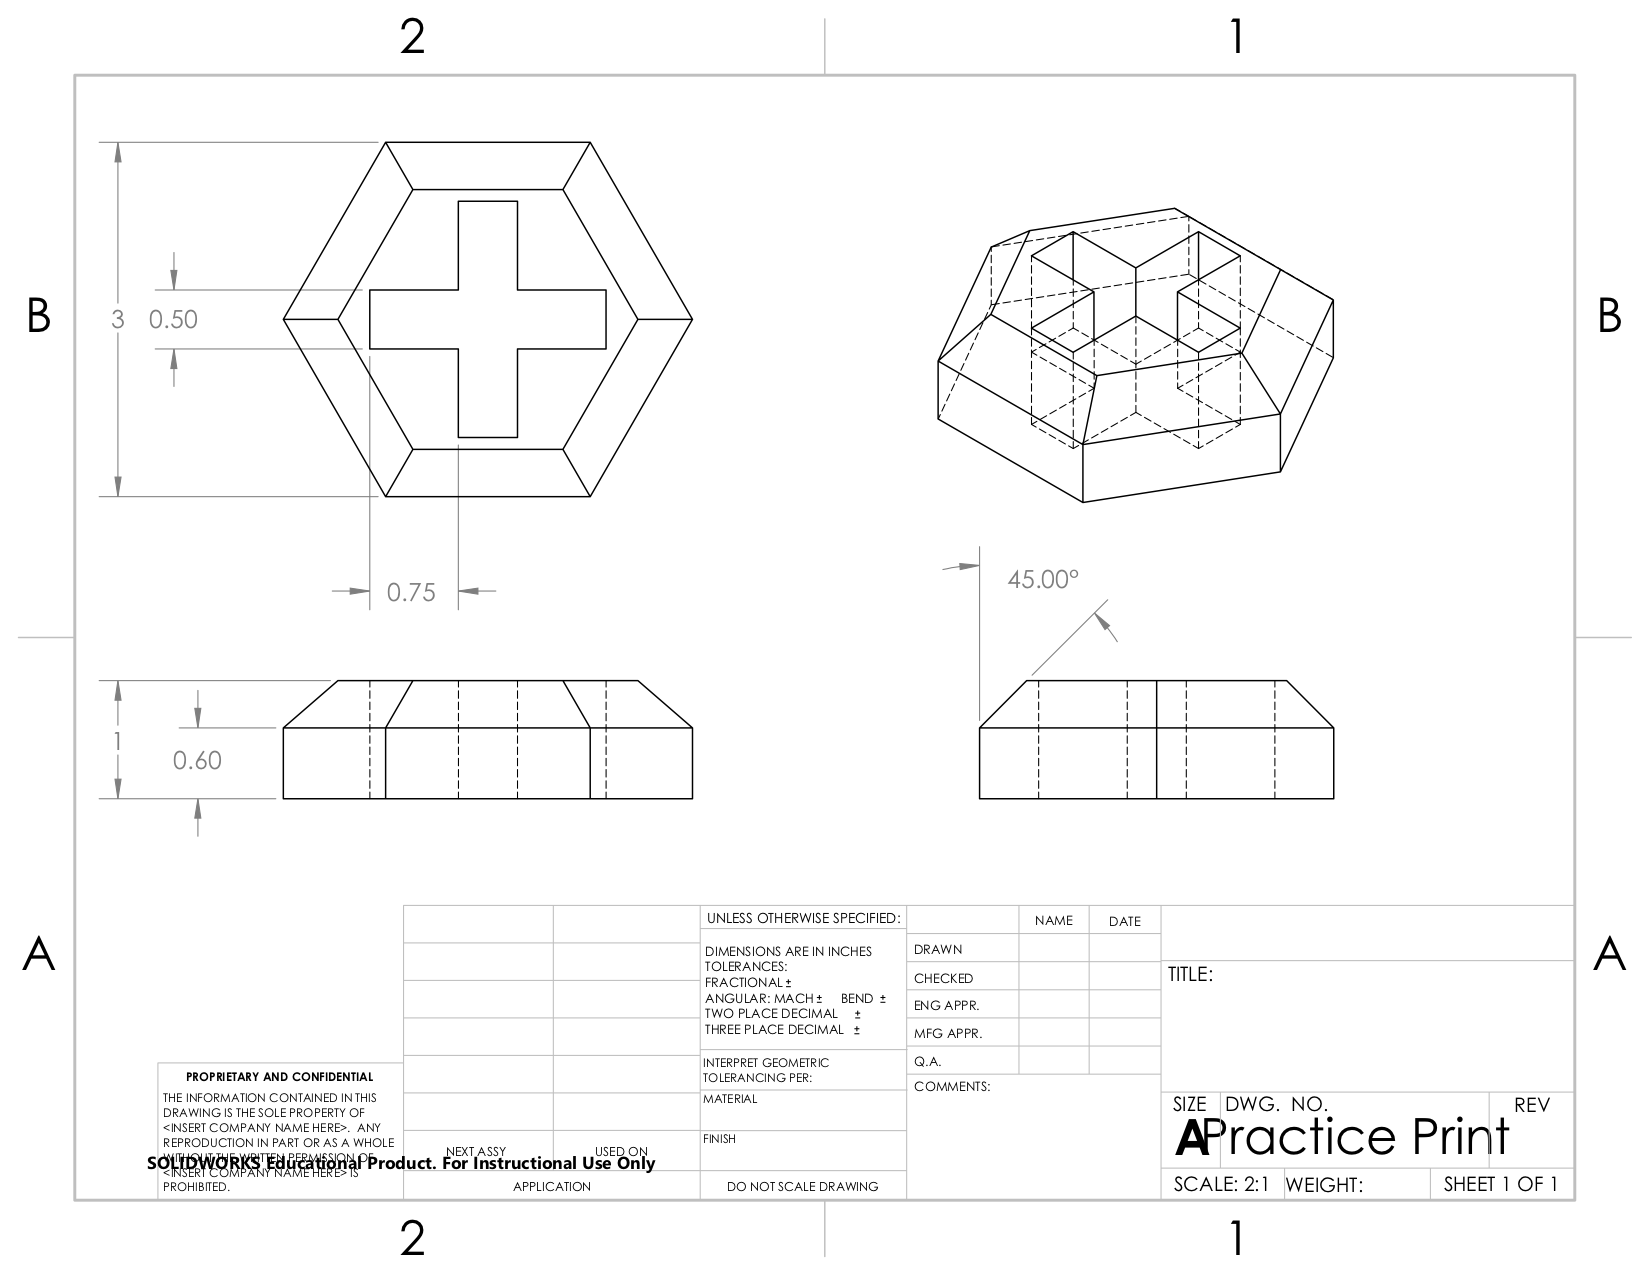 2 1
B B
3 0.50
0.75
45.00°
1
0.60
A A
UNLESS OTHERWISE SPECIFIED:
DIMENSIONS ARE IN INCHES
TOLERANCES:
FRACTIONAL ±
ANGULAR: MACH ± BEND ±
TWO PLACE DECIMAL ±
THREE PLACE DECIMAL ±
INTERPRET GEOMETRIC
TOLERANCING PER:
MATERIAL
FINISH
DO NOT SCALE DRAWING
NAME DATE
DRAWN
CHECKED
ENG APPR.
MFG APPR.
Q.A.
COMMENTS:
TITLE:
SIZE DWG. NO. REV
A Practice Print
SCALE: 2:1 WEIGHT: SHEET 1 OF 1
PROPRIETARY AND CONFIDENTIAL
THE INFORMATION CONTAINED IN THIS
DRAWING IS THE SOLE PROPERTY OF
<INSERT COMPANY NAME HERE>. ANY
REPRODUCTION IN PART OR AS A WHOLE
WITHOUT THE WRITTEN PERMISSION OF
<INSERT COMPANY NAME HERE> IS
PROHIBITED.
NEXT ASSY USED ON
APPLICATION
SOLIDWORKS Educational Product. For Instructional Use Only
2 1